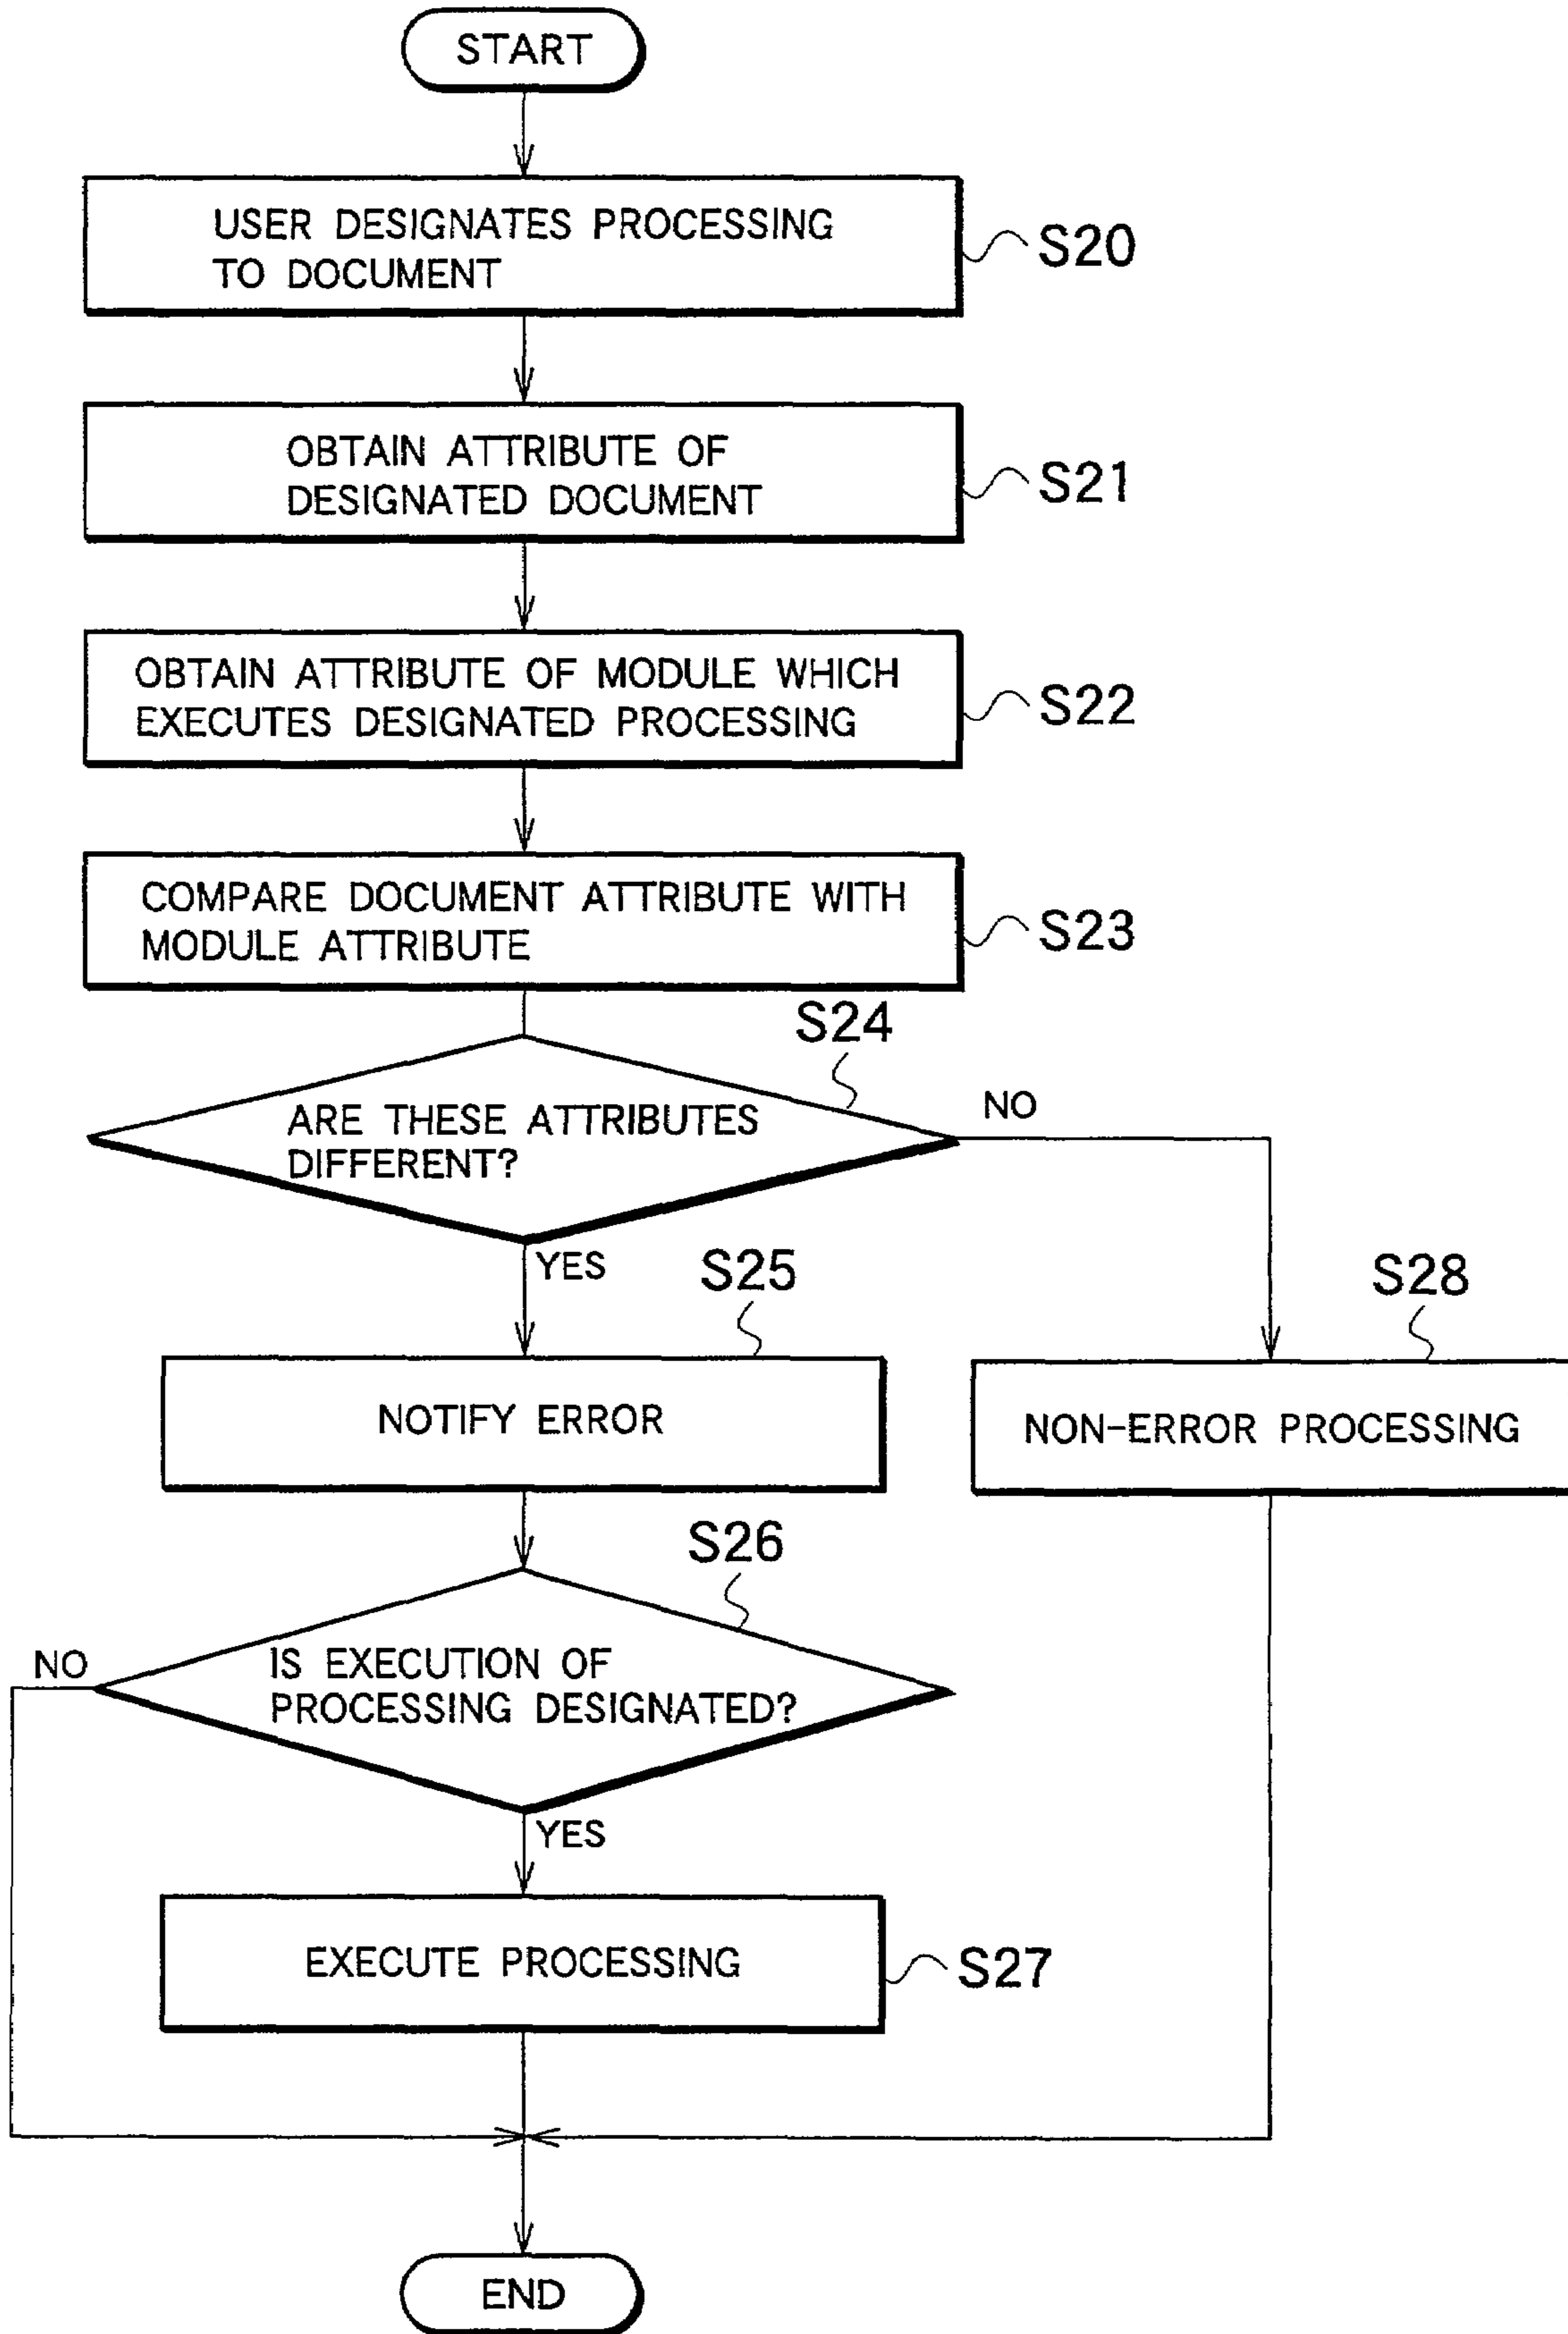 START
USER DESIGNATES PROCESSING
TO DOCUMENT
S20
OBTAIN ATTRIBUTE OF
DESIGNATED DOCUMENT
S21
OBTAIN ATTRIBUTE OF MODULE WHICH
EXECUTES DESIGNATED PROCESSING
S22
COMPARE DOCUMENT ATTRIBUTE WITH
MODULE ATTRIBUTE
S23
S24
ARE THESE ATTRIBUTES
DIFFERENT?
NO
YES
S25
NOTIFY ERROR
S28
NON-ERROR PROCESSING
S26
IS EXECUTION OF
PROCESSING DESIGNATED?
NO
YES
EXECUTE PROCESSING
S27
END